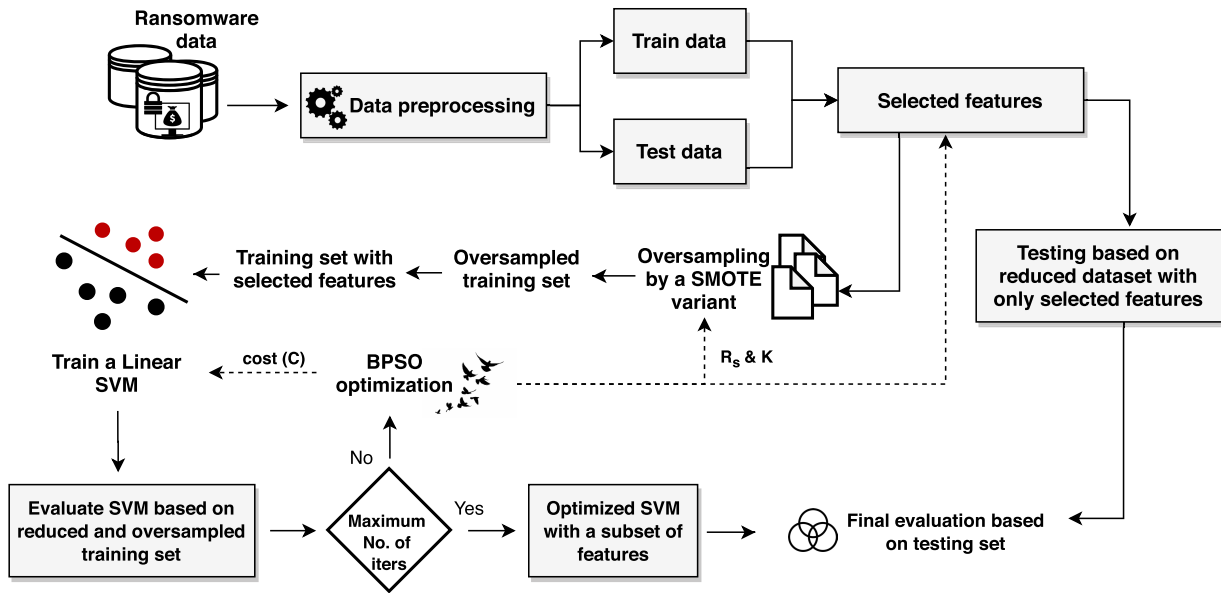 Ransomware
data
Train data
Data preprocessing
Selected features
Test data
Training set with
selected features
Oversampled
training set
Oversampling
by a SMOTE
variant
Testing based on
reduced dataset with
only selected features
Train a Linear
SVM
cost (C)
BPSO
optimization
Rs & K
No
Yes
Evaluate SVM based on
reduced and oversampled
training set
Maximum
No. of
iters
Optimized SVM
with a subset of
features
Final evaluation based
on testing set
$